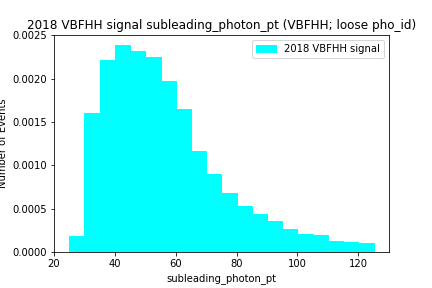 2018 VBFHH signal subleading_photon_pt (VBFHH; loose pho_id)
2018 VBFHH signal
0.0025
0.0020
0.0015
0.0010
0.0005
0.0000
Number of Events
20 40 60 80 100 120
subleading_photon_pt